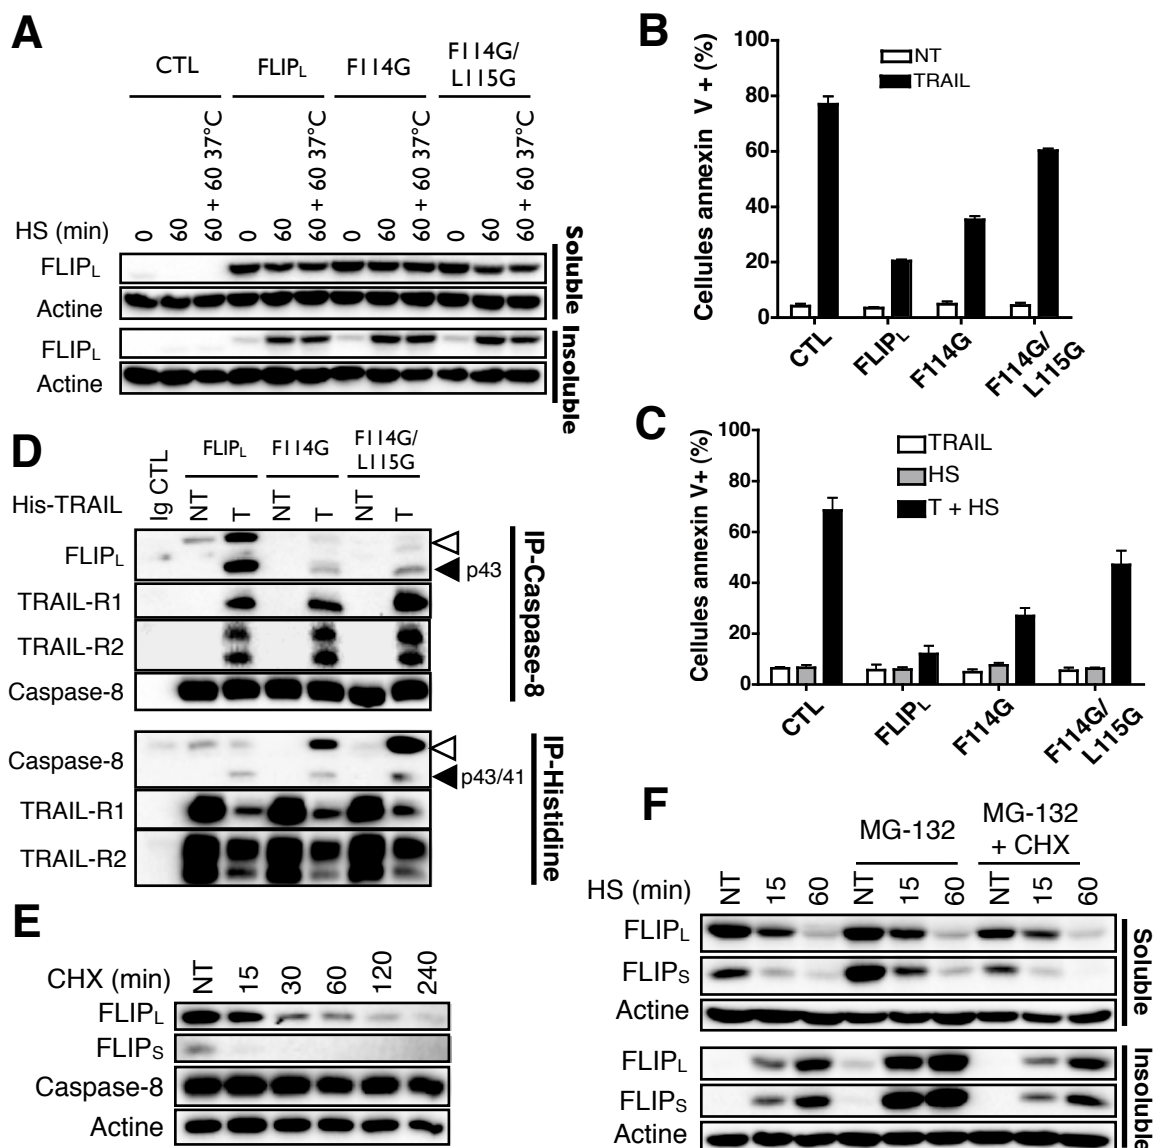 A
CTL FLIPL F114G F114G/
L115G
HS (min) 0 60 60 + 60 37°C 0 60 60 + 60 37°C 0 60 60 + 60 37°C 0 60 60 + 60 37°C
FLIPL
Actine
Soluble
FLIPL
Actine
Insoluble
B
Cellules annexin V + (%)
100
80
60
40
20
0
NT
TRAIL
CTL FLIPL F114G F114G/
L115G
C
Cellules annexin V+ (%)
100
80
60
40
20
0
TRAIL
HS
T + HS
CTL FLIPL F114G F114G/
L115G
D
FLIPL F114G F114G/
L115G
His-TRAIL Ig CTL NT T NT T NT T
FLIPL
p43
TRAIL-R1
TRAIL-R2
Caspase-8
IP-Caspase-8
Caspase-8
p43/41
TRAIL-R1
TRAIL-R2
IP-Histidine
E
CHX (min) NT 15 30 60 120 240
FLIPL
FLIPS
Caspase-8
Actine
F
MG-132 MG-132
+ CHX
HS (min) NT 15 60 NT 15 60 NT 15 60
FLIPL
FLIPS
Actine
Soluble
FLIPL
FLIPS
Actine
Insoluble